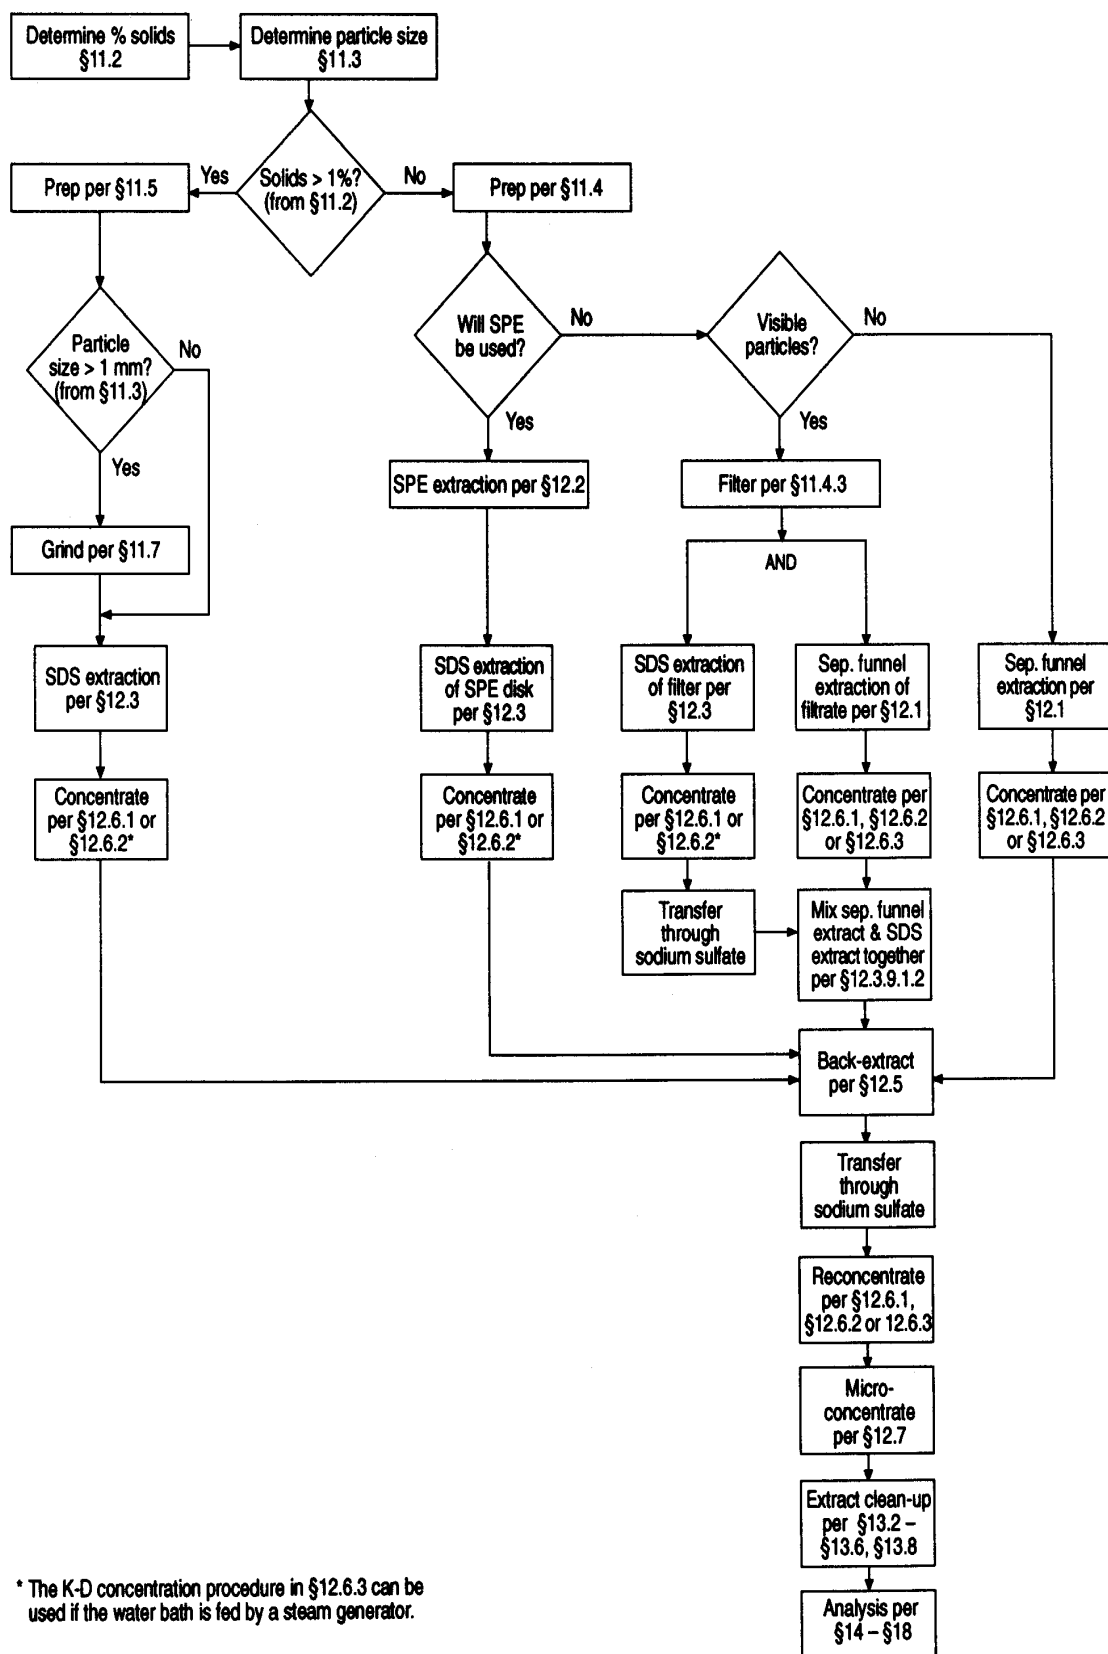 Determine % solids
§11.2
Determine particle size
§11.3
Solids > 1%?
(from §11.2)
Yes
No
Prep per §11.5
Prep per §11.4
Particle
size > 1 mm?
(from §11.3)
No
Yes
Will SPE
be used?
No
Yes
Visible
particles?
No
Yes
Grind per §11.7
SPE extraction per §12.2
Filter per §11.4.3
AND
SDS extraction
per §12.3
SDS extraction
of SPE disk
per §12.3
SDS extraction
of filter per
§12.3
Sep. funnel
extraction of
filtrate per §12.1
Sep. funnel
extraction per
§12.1
Concentrate
per §12.6.1 or
§12.6.2*
Concentrate
per §12.6.1 or
§12.6.2*
Concentrate
per §12.6.1 or
§12.6.2*
Concentrate per
§12.6.1, §12.6.2
or §12.6.3
Concentrate per
§12.6.1, §12.6.2
or §12.6.3
Transfer
through
sodium sulfate
Mix sep. funnel
extract & SDS
extract together
per §12.3.9.1.2
Back-extract
per §12.5
Transfer
through
sodium sulfate
Reconcentrate
per §12.6.1,
§12.6.2 or 12.6.3
Micro-
concentrate
per §12.7
Extract clean-up
per §13.2 –
§13.6, §13.8
Analysis per
§14 – §18
* The K-D concentration procedure in §12.6.3 can be
used if the water bath is fed by a steam generator.